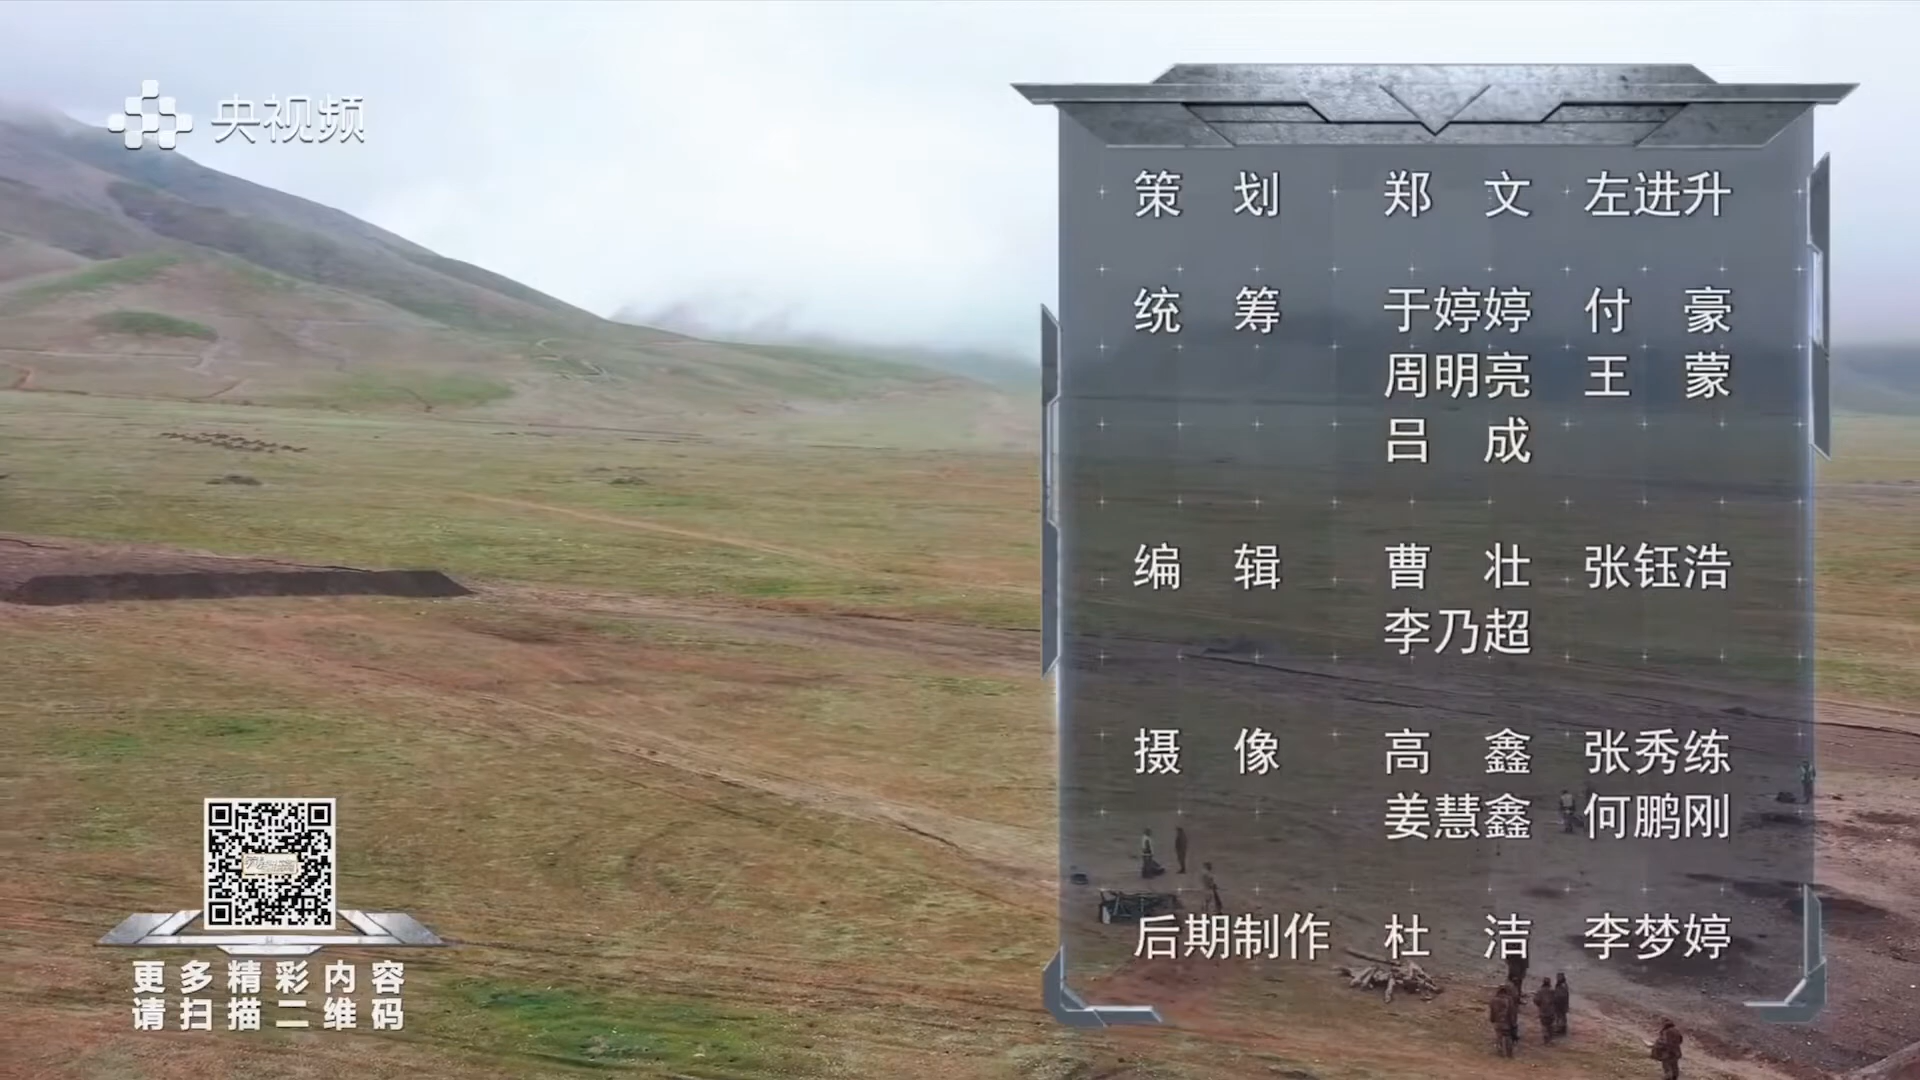 央视频
策 划 郑 文 左进升
统 筹 于婷婷 付 豪
周明亮 王 蒙
吕 成
编 辑 曹 壮 张钰浩
李乃超
摄 像 高 鑫 张秀练
姜慧鑫 何鹏刚
后期制作 杜 洁 李梦婷
更多精彩内容
请扫描二维码